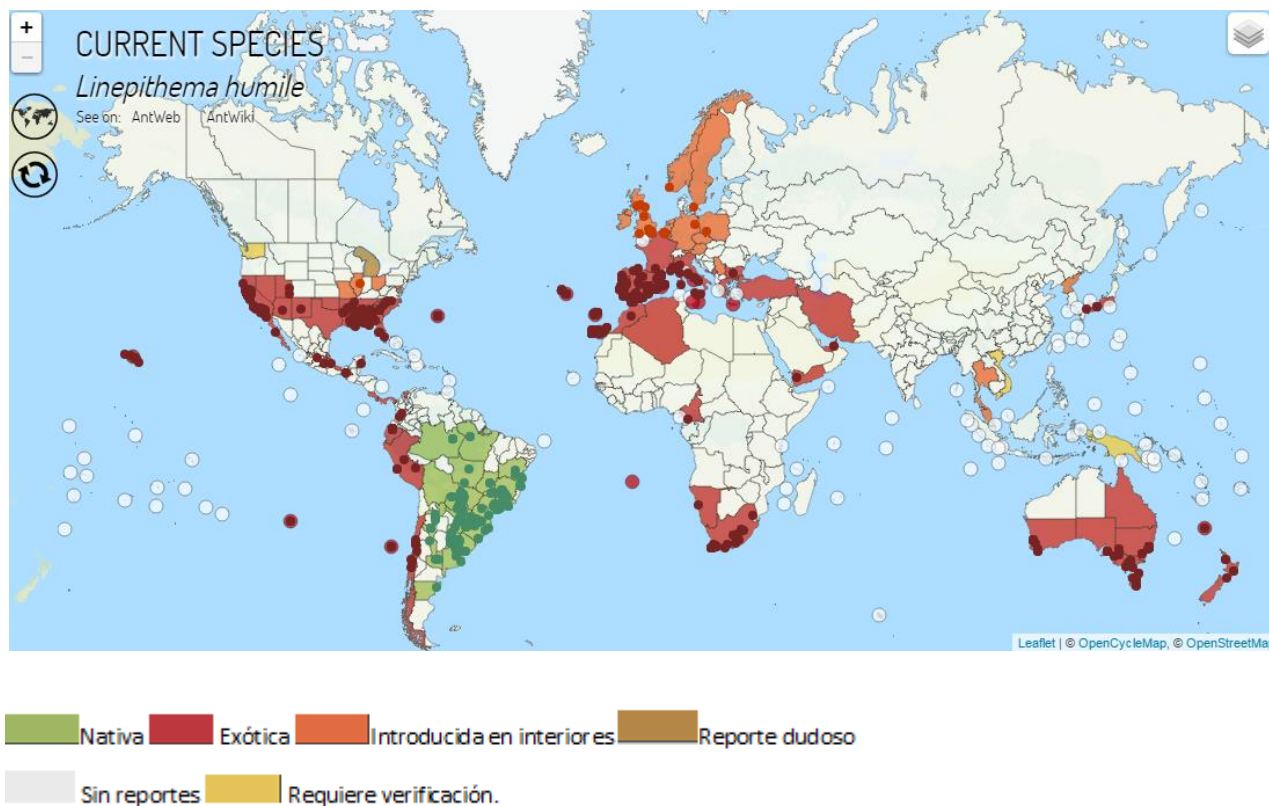 +
CURRENT SPECIES
−
Linepithema humile
See on: AntWeb AntWiki
Leaflet | © OpenCycleMap, © OpenStreetMa
Nativa Exótica Introducida en interiores Reporte dudoso
Sin reportes Requiere verificación.